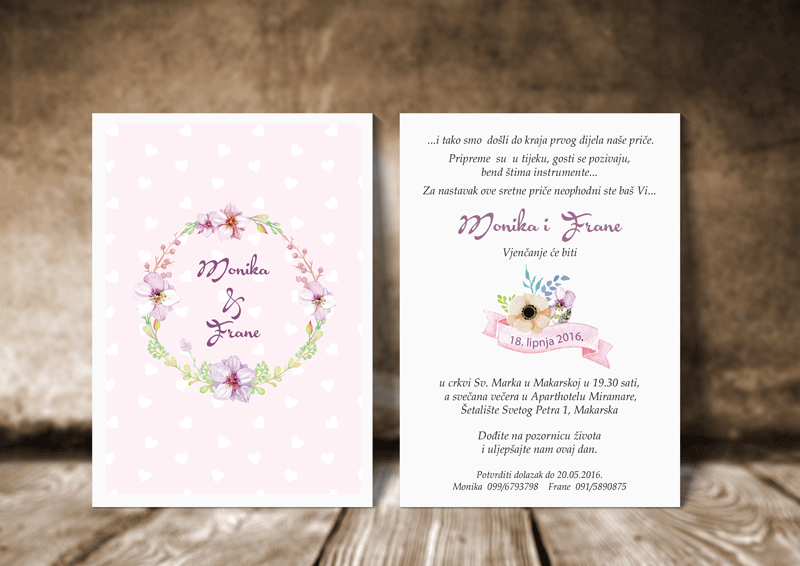 Monika
&
Frane
...i tako smo došli do kraja prvog dijela naše priče.
Pripreme su u tijeku, gosti se pozivaju,
bend štima instrumente...
Za nastavak ove sretne priče neophodni ste baš Vi...
Monika i Frane
Vjenčanje će biti
18. lipnja 2016.
u crkvi Sv. Marka u Makarskoj u 19.30 sati,
a svečana večera u Aparthotelu Miramare,
Šetalište Svetog Petra 1, Makarska
Dođite na pozornicu života
i uljepšajte nam ovaj dan.
Potvrditi dolazak do 20.05.2016.
Monika 099/6793798 Frane 091/5890875